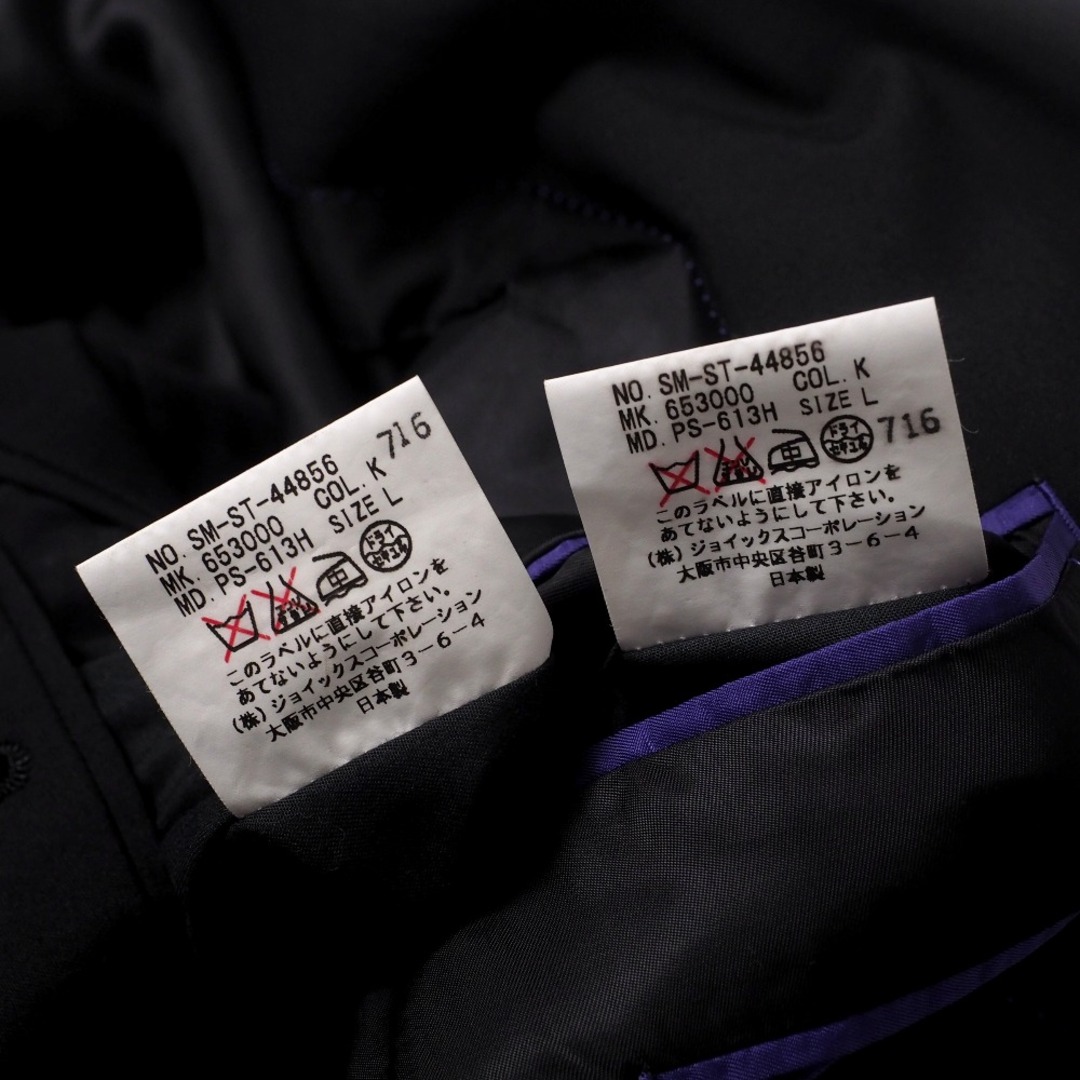 NO. SM-ST-44856
MK. 653000 COL. K
MD. PS-613H SIZE L
716
中 ドライ
このラベルに直接アイロンを
あてないようにして下さい。
(株)ジョイックスコーポレーション
大阪市中央区谷町3-6-4
日本製
NO. SM-ST-44856
MK. 653000 COL. K
MD. PS-613H SIZE L
中 ドライ 716
このラベルに直接アイロンを
あてないようにして下さい。
(株)ジョイックスコーポレーション
大阪市中央区谷町3-6-4
日本製